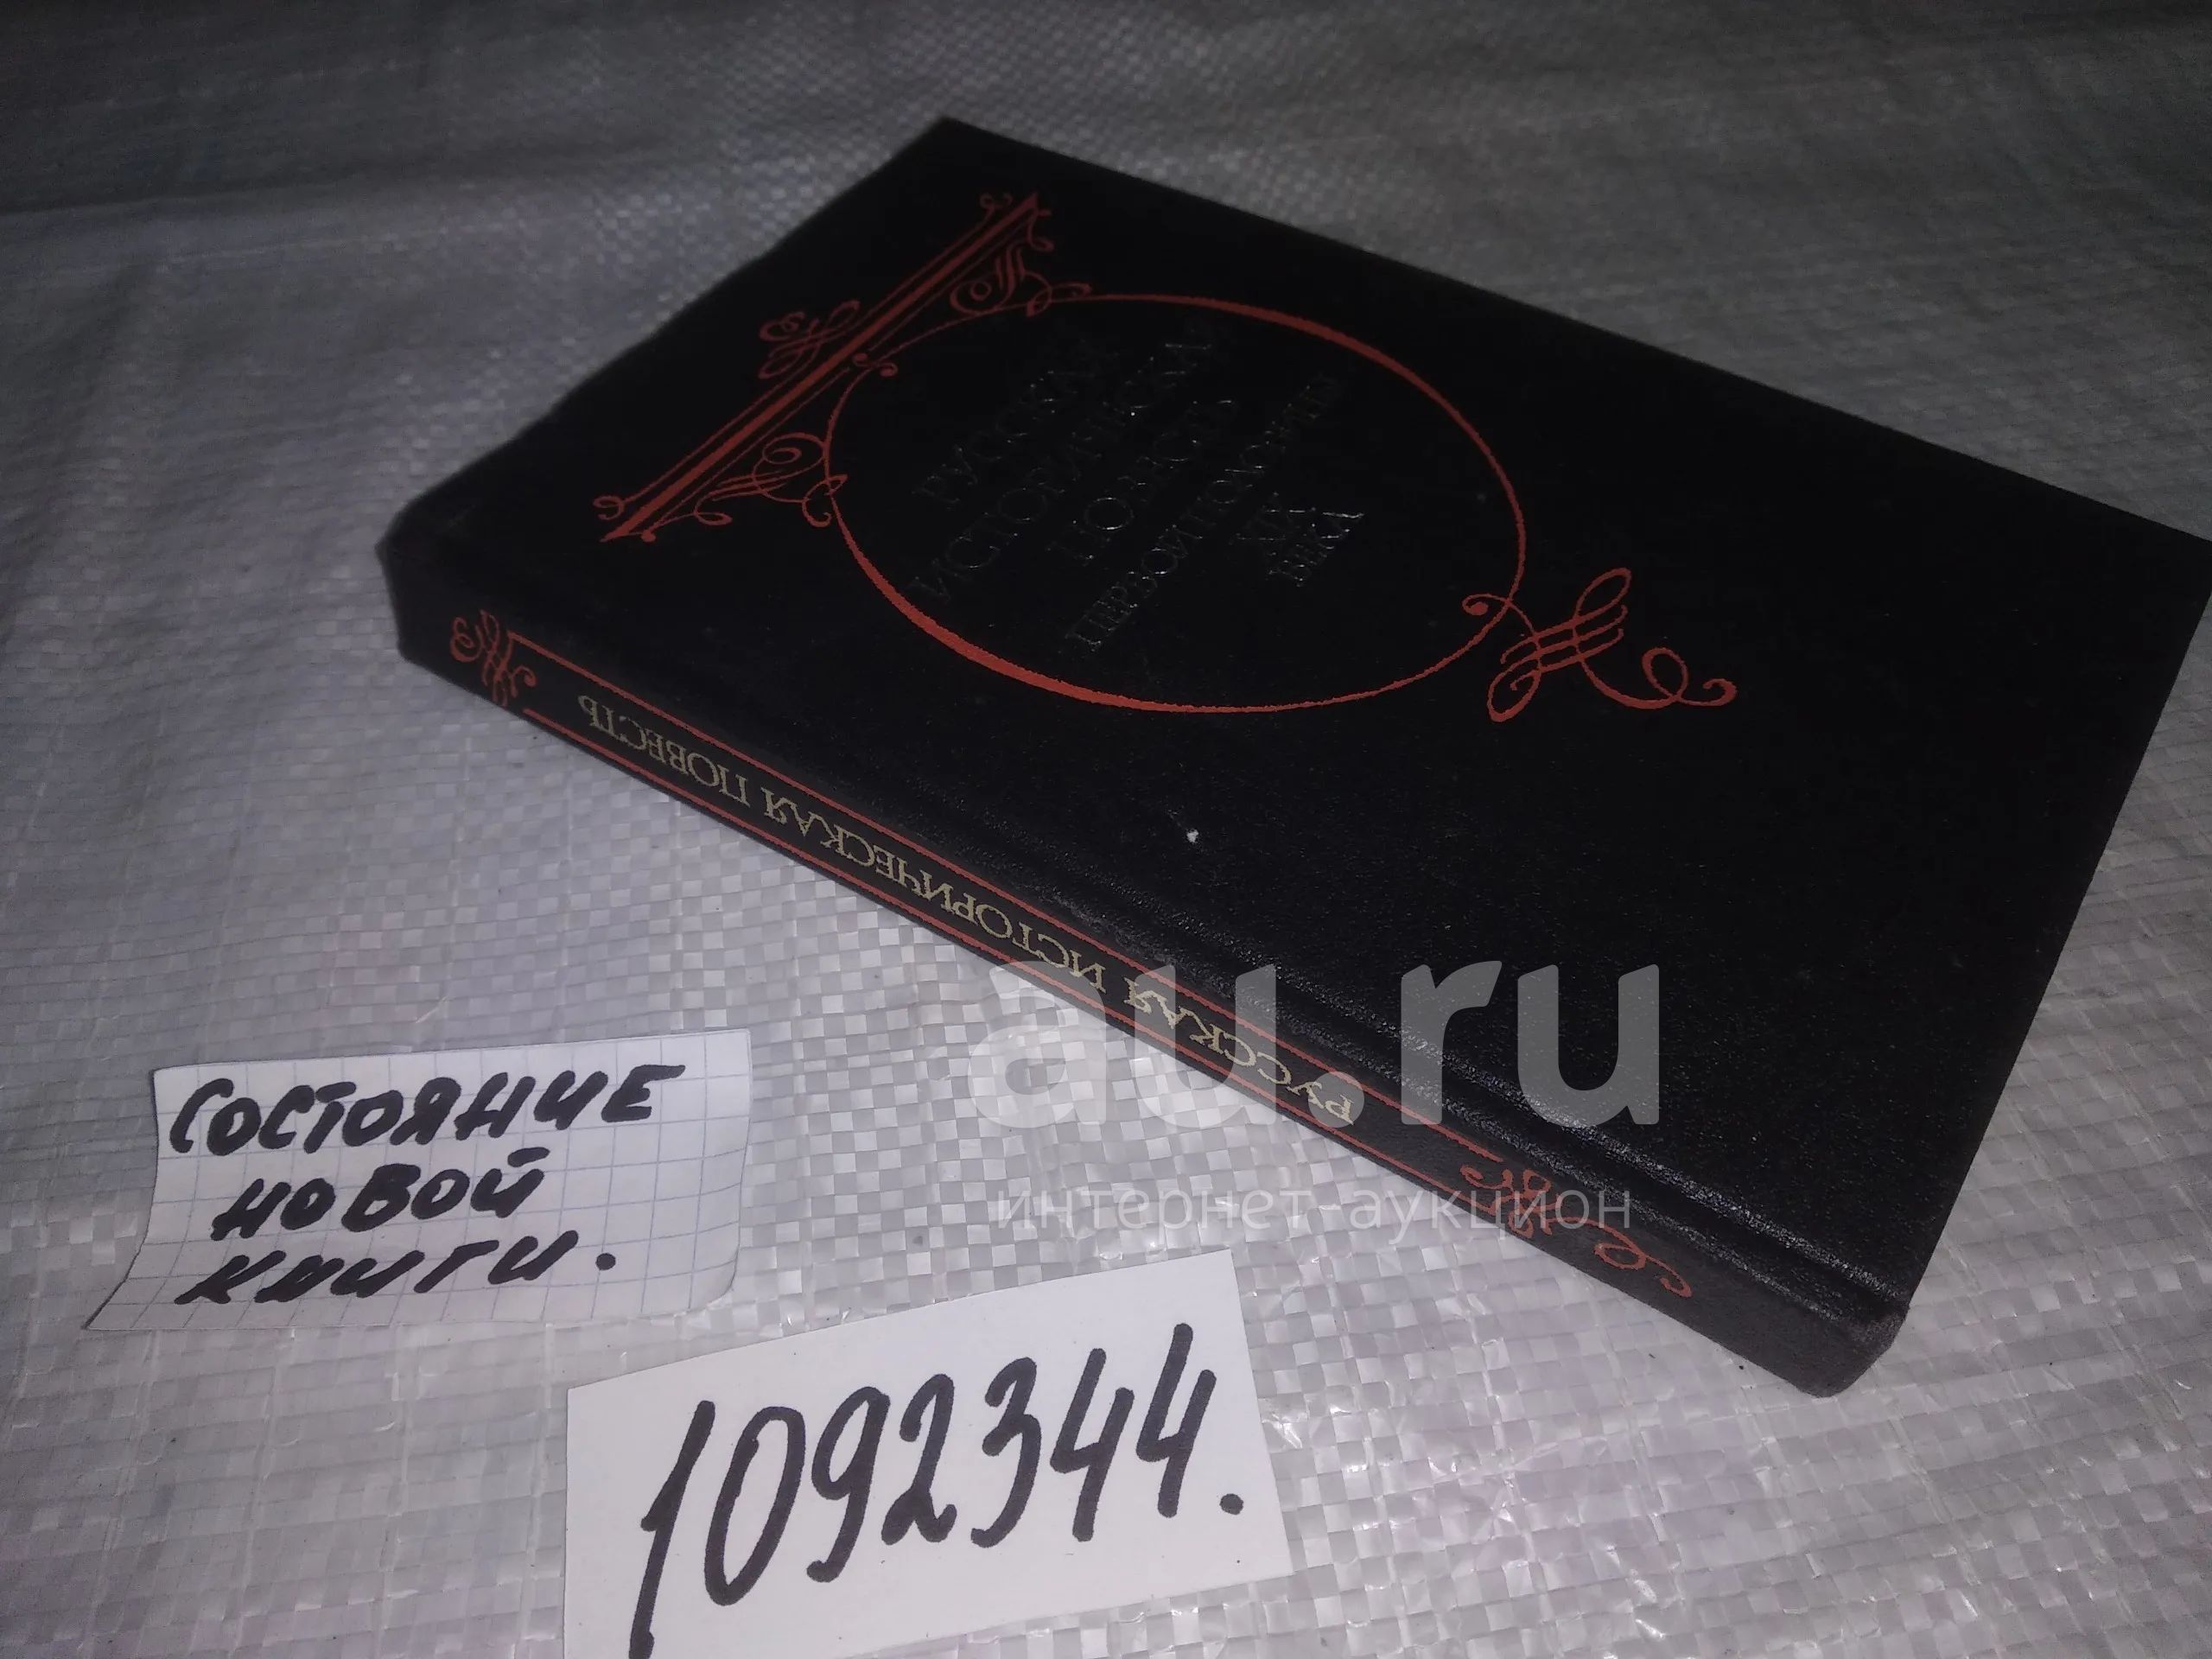 РУССКАЯ
ИСТОРИЧЕСКАЯ
ПОВЕСТЬ
ПЕРВОЙ ПОЛОВИНЫ
XIX
ВЕКА
РУССКАЯ ИСТОРИЧЕСКАЯ ПОВЕСТЬ
au.ru
интернет-аукцион
СОСТОЯНИЕ
НОВОЙ
КНИГИ.
1092344.